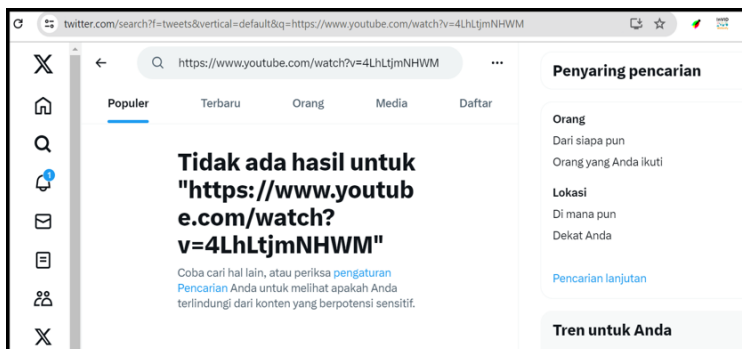 twitter.com/search?f=tweets&vertical=default&q=https://www.youtube.com/watch?v=4LhLtjmNHWM
https://www.youtube.com/watch?v=4LhLtjmNHWM
Populer Terbaru Orang Media Daftar
1
Tidak ada hasil untuk
"https://www.youtub
e.com/watch?
v=4LhLtjmNHWM"
Coba cari hal lain, atau periksa pengaturan
Pencarian Anda untuk melihat apakah Anda
terlindungi dari konten yang berpotensi sensitif.
Penyaring pencarian
Orang
Dari siapa pun
Orang yang Anda ikuti
Lokasi
Di mana pun
Dekat Anda
Pencarian lanjutan
Tren untuk Anda